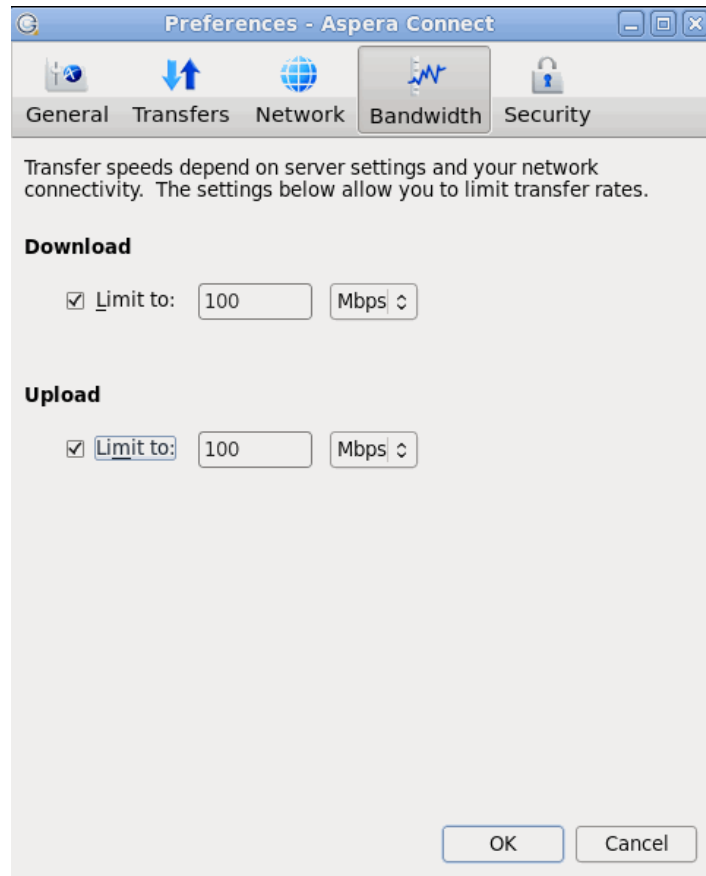 Preferences - Aspera Connect
General Transfers Network Bandwidth Security
Transfer speeds depend on server settings and your network
connectivity.  The settings below allow you to limit transfer rates.
Download
Limit to: 100 Mbps
Upload
Limit to: 100 Mbps
OK Cancel